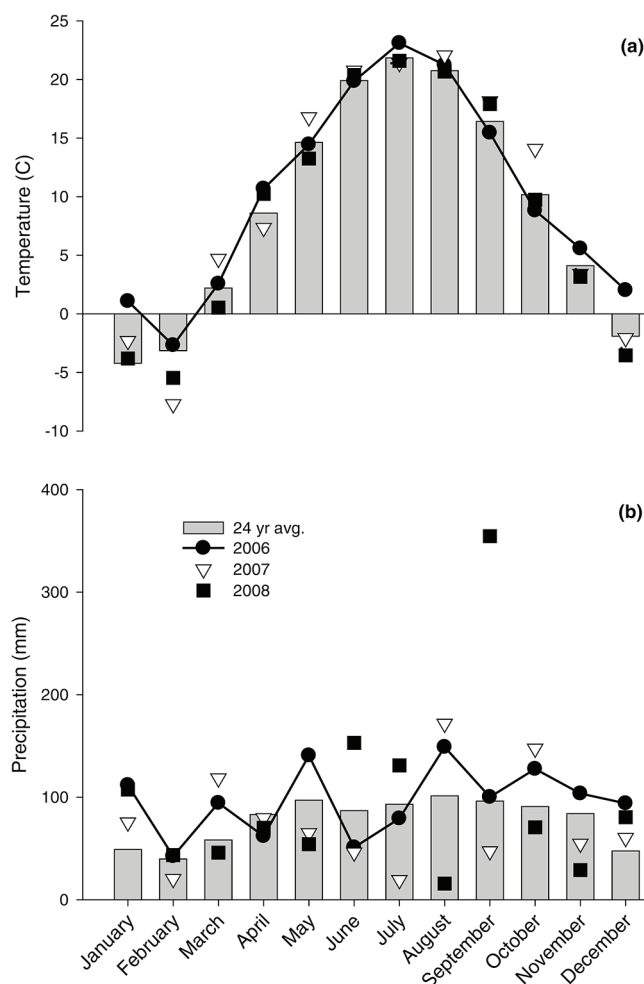 (a)
Temperature (C)
25
20
15
10
5
0
-5
-10
(b)
Precipitation (mm)
400
300
200
100
0
24 yr avg.
2006
2007
2008
January
February
March
April
May
June
July
August
September
October
November
December